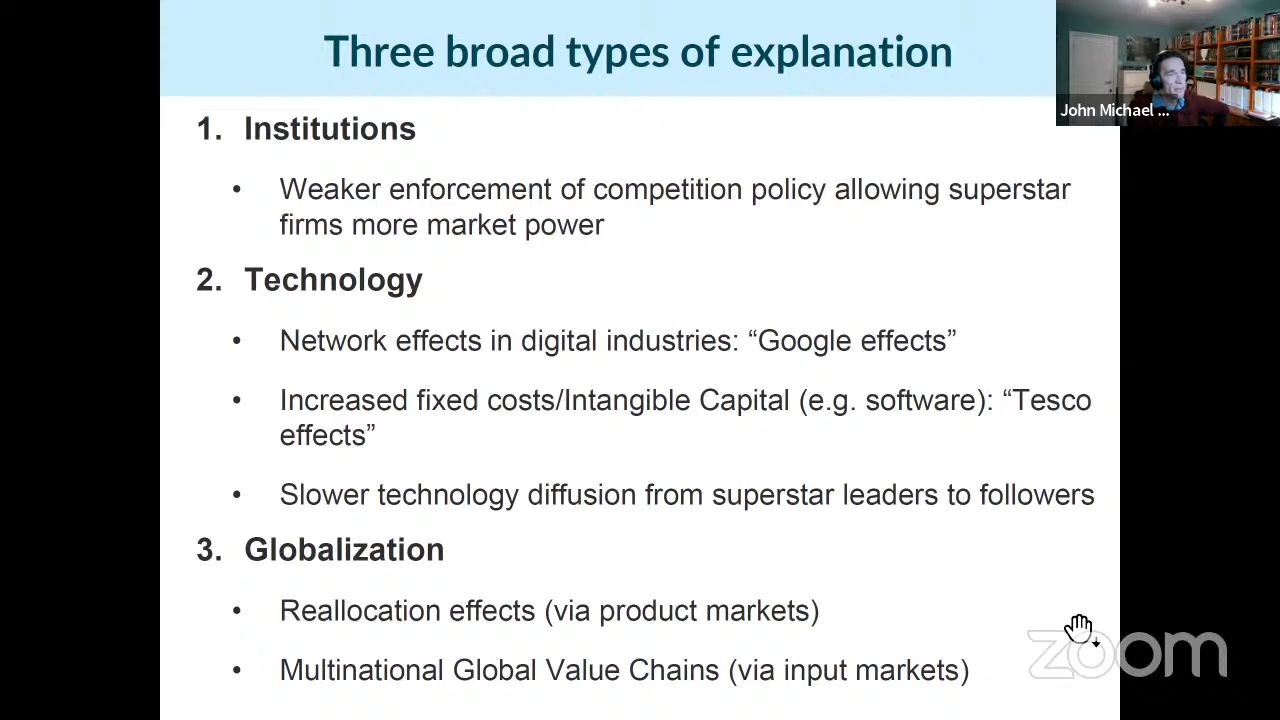 Three broad types of explanation
John Michael ...
1. Institutions
• Weaker enforcement of competition policy allowing superstar
firms more market power
2. Technology
• Network effects in digital industries: “Google effects”
• Increased fixed costs/Intangible Capital (e.g. software): “Tesco
effects”
• Slower technology diffusion from superstar leaders to followers
3. Globalization
• Reallocation effects (via product markets)
• Multinational Global Value Chains (via input markets)
zoom